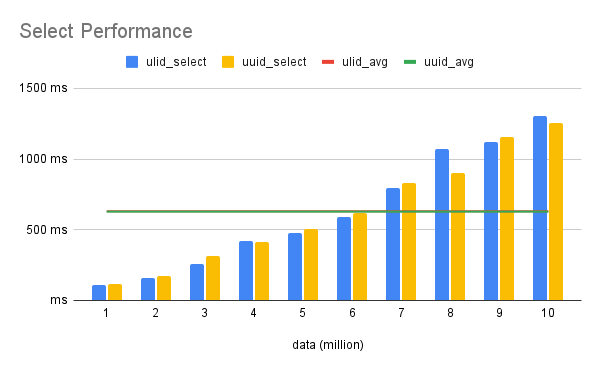 Select Performance
ulid_select uuid_select ulid_avg uuid_avg
1500 ms
1000 ms
500 ms
ms
1 2 3 4 5 6 7 8 9 10
data (million)